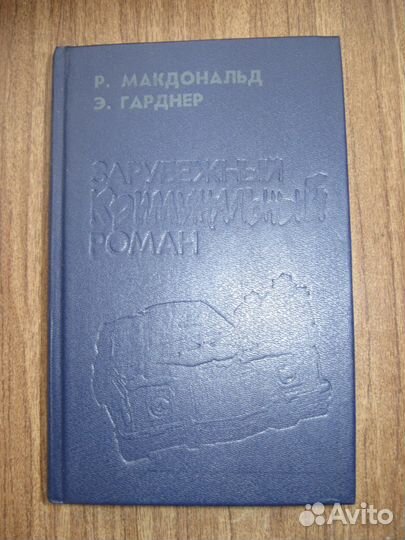 Р. МАКДОНАЛЬД
Э. ГАРДНЕР
ЗАРУБЕЖНЫЙ
КРИМИНАЛЬНЫЙ
РОМАН
Avito